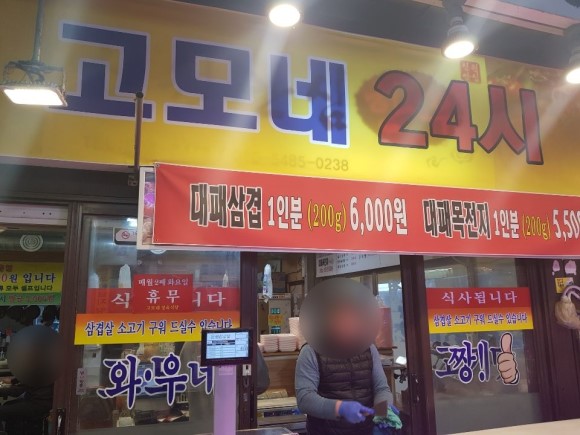 고모네 24시
485-0238
대패삼겹 1인분 (200g) 6,000원 대패목전지 1인분 (200g) 5,50
0원 입니다
매월2째 화요일
휴무
식 니다
식사됩니다
삼겹살 소고기 구워 드실수 있습니다
삼겹살 소고기 구워 드실수 있습니다
와·우~
짱!